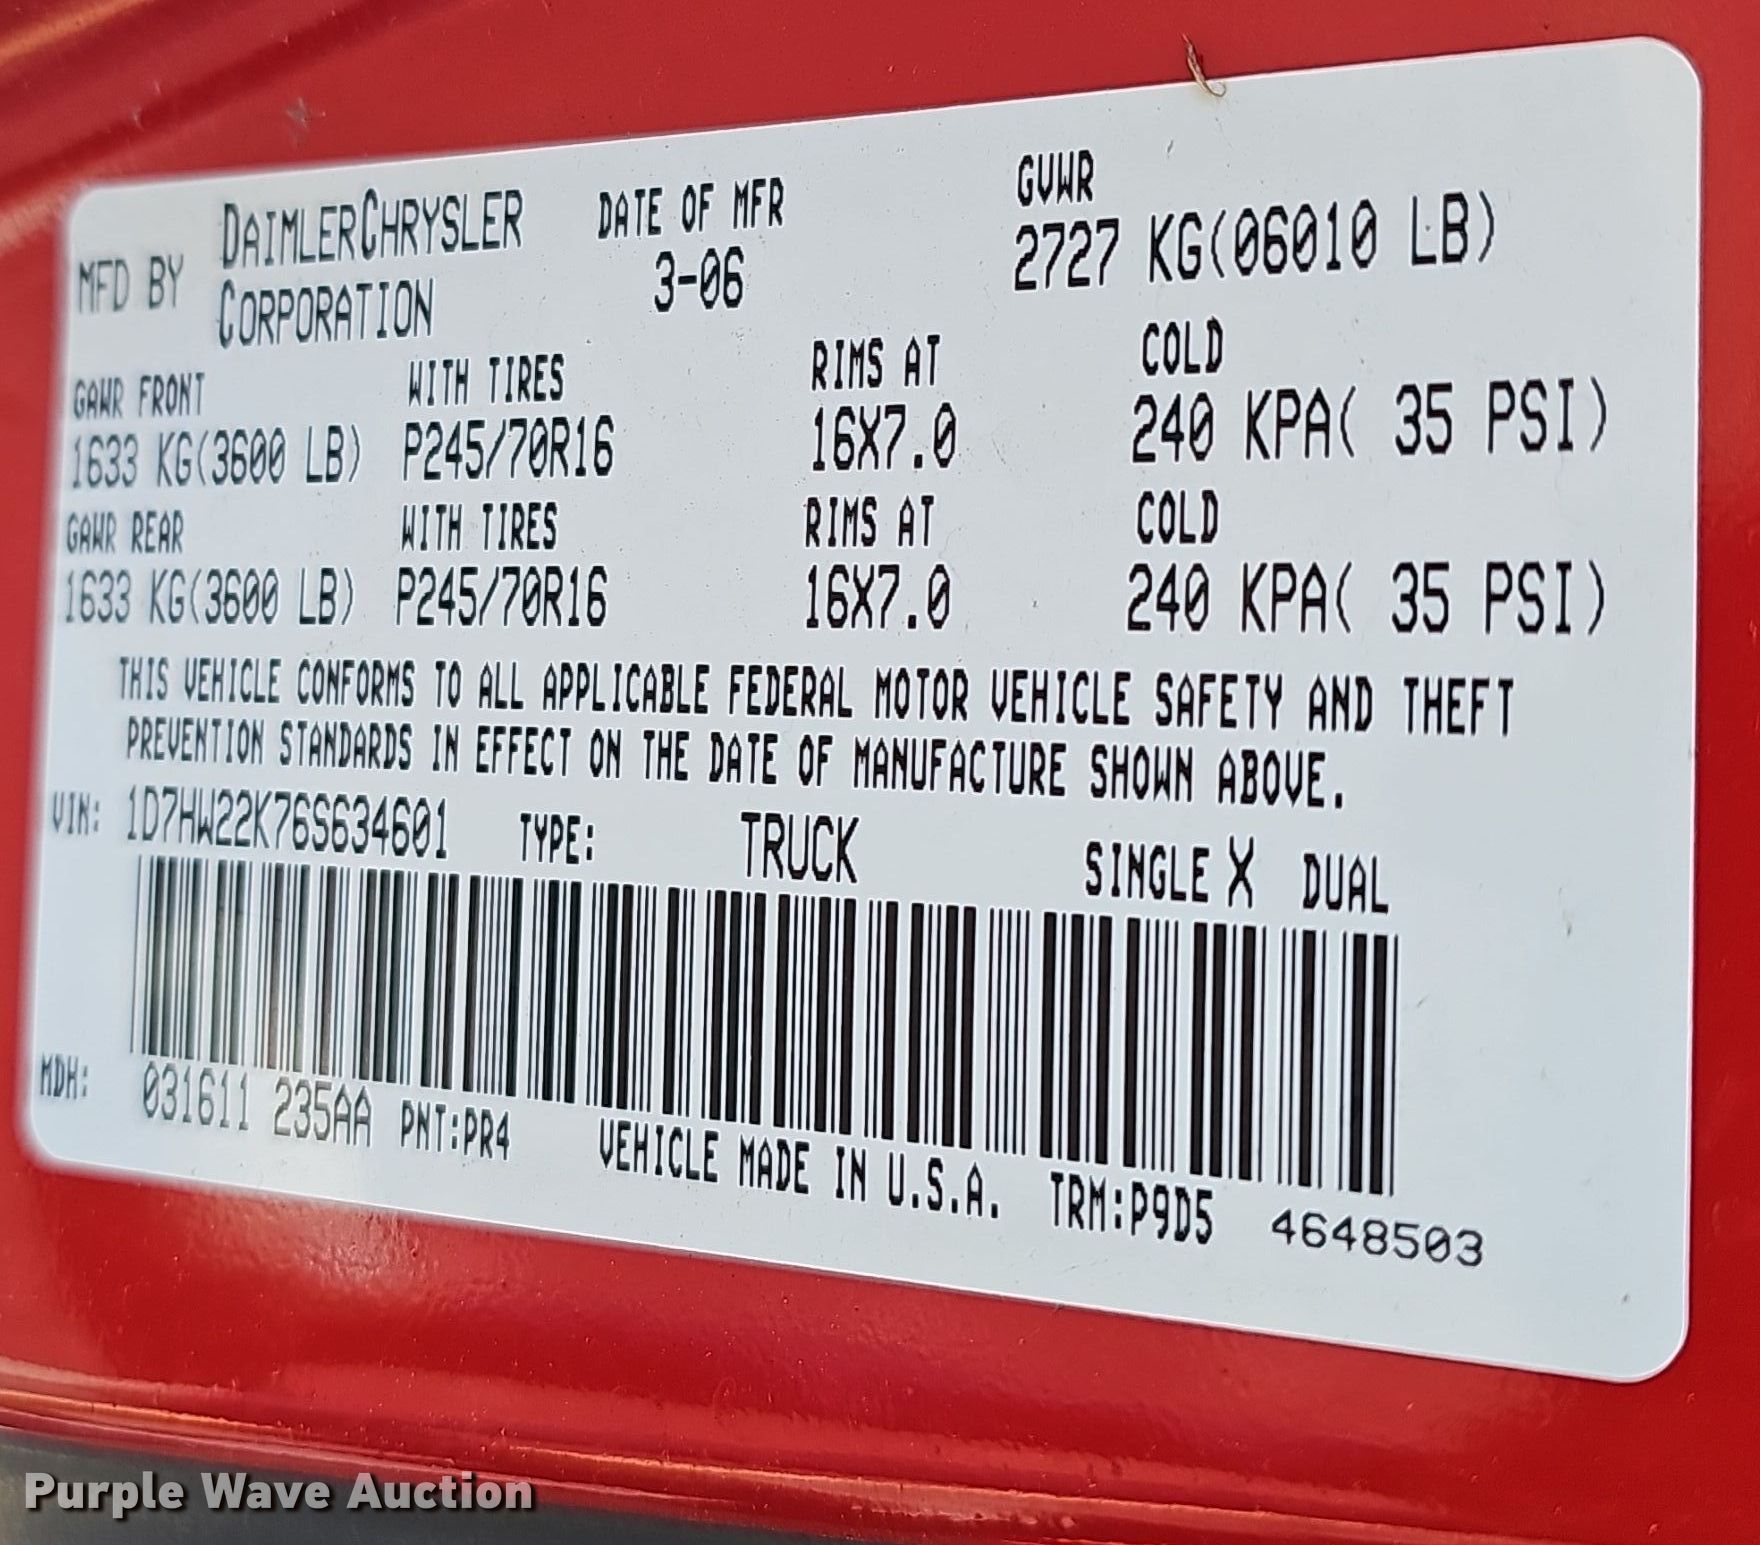 MFD BY DAIMLERCHRYSLER CORPORATION DATE OF MFR 3-06 GVWR 2727 KG(06010 LB)
GAWR FRONT WITH TIRES RIMS AT COLD
1633 KG(3600 LB) P245/70R16 16X7.0 240 KPA( 35 PSI)
GAWR REAR WITH TIRES RIMS AT COLD
1633 KG(3600 LB) P245/70R16 16X7.0 240 KPA( 35 PSI)
THIS VEHICLE CONFORMS TO ALL APPLICABLE FEDERAL MOTOR VEHICLE SAFETY AND THEFT
PREVENTION STANDARDS IN EFFECT ON THE DATE OF MANUFACTURE SHOWN ABOVE.
VIN: 1D7HW22K76S634601 TYPE: TRUCK SINGLE X DUAL
MDH: 031611 235AA PNT:PR4 VEHICLE MADE IN U.S.A. TRM:P9D5 4648503
Purple Wave Auction